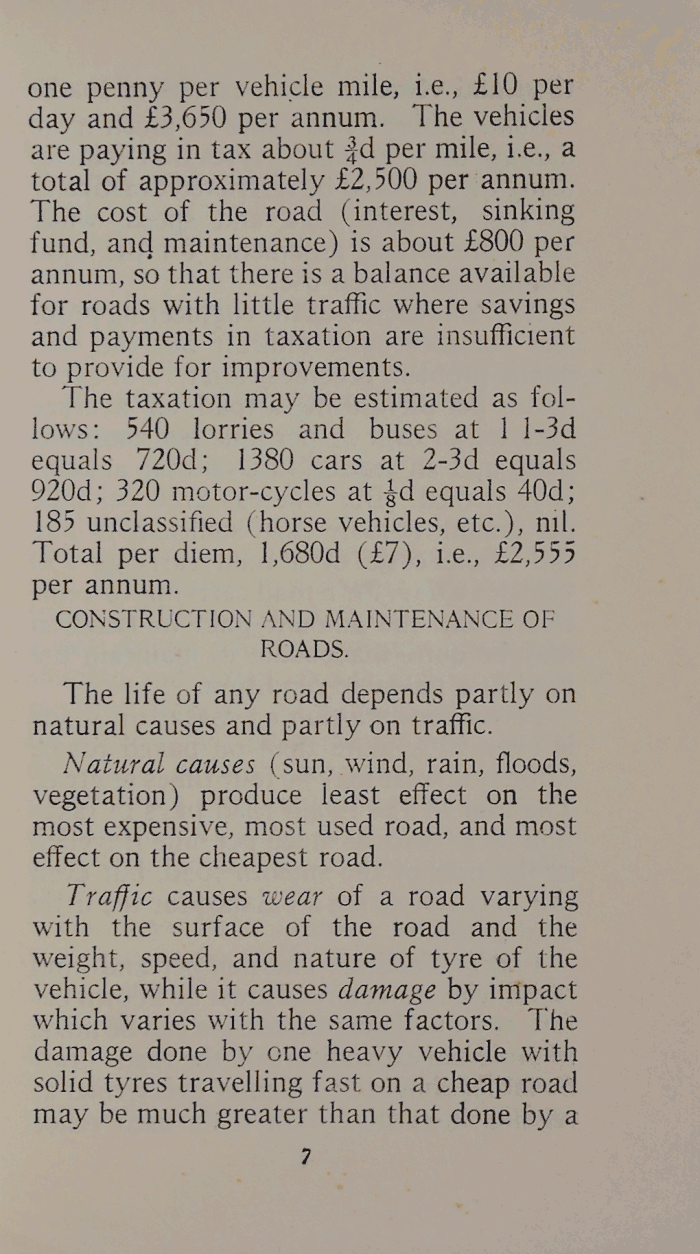 one penny per vehicle mile, i.e., £10 per
day and £3,650 per annum. The vehicles
are paying in tax about ¾d per mile, i.e., a
total of approximately £2,500 per annum.
The cost of the road (interest, sinking
fund, and maintenance) is about £800 per
annum, so that there is a balance available
for roads with little traffic where savings
and payments in taxation are insufficient
to provide for improvements.
The taxation may be estimated as fol-
lows: 540 lorries and buses at 1 1-3d
equals 720d; 1380 cars at 2-3d equals
920d; 320 motor-cycles at ⅛d equals 40d;
185 unclassified (horse vehicles, etc.), nil.
Total per diem, 1,680d (£7), i.e., £2,555
per annum.
CONSTRUCTION AND MAINTENANCE OF
ROADS.
The life of any road depends partly on
natural causes and partly on traffic.
Natural causes (sun, wind, rain, floods,
vegetation) produce least effect on the
most expensive, most used road, and most
effect on the cheapest road.
Traffic causes wear of a road varying
with the surface of the road and the
weight, speed, and nature of tyre of the
vehicle, while it causes damage by impact
which varies with the same factors. The
damage done by one heavy vehicle with
solid tyres travelling fast on a cheap road
may be much greater than that done by a
7